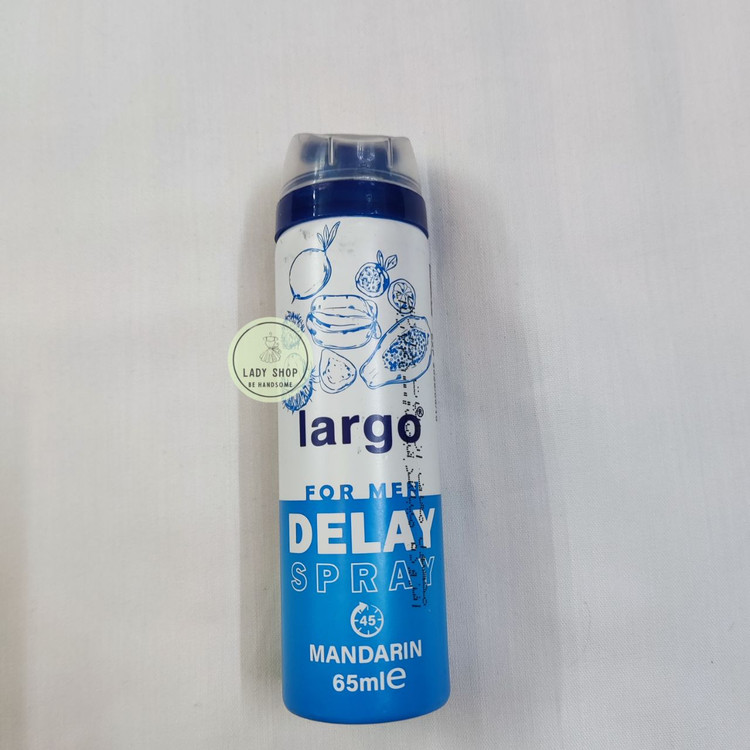 LADY SHOP
BE HANDSOME
largo®
FOR MEN
DELAY
SPRAY
45
MANDARIN
65ml e